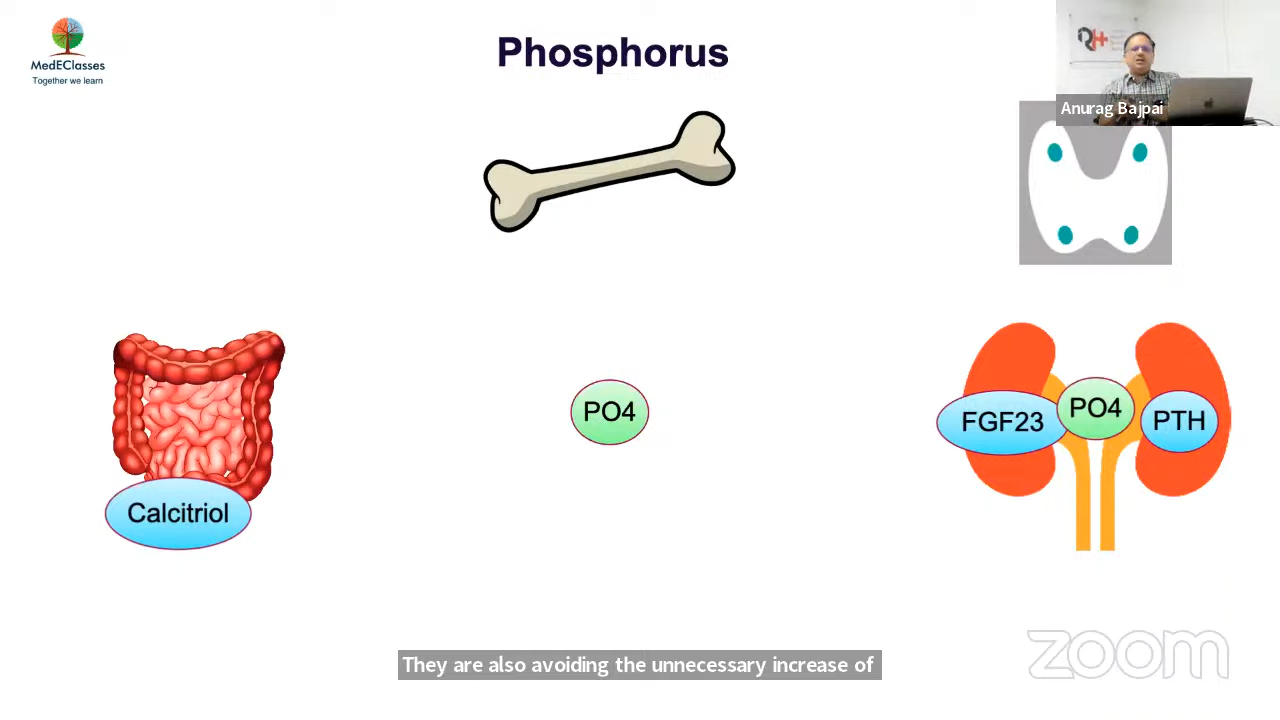 MedEClasses
Together we learn
Phosphorus
Anurag Bajpai
PO4
FGF23
PO4
PTH
Calcitriol
They are also avoiding the unnecessary increase of
zoom